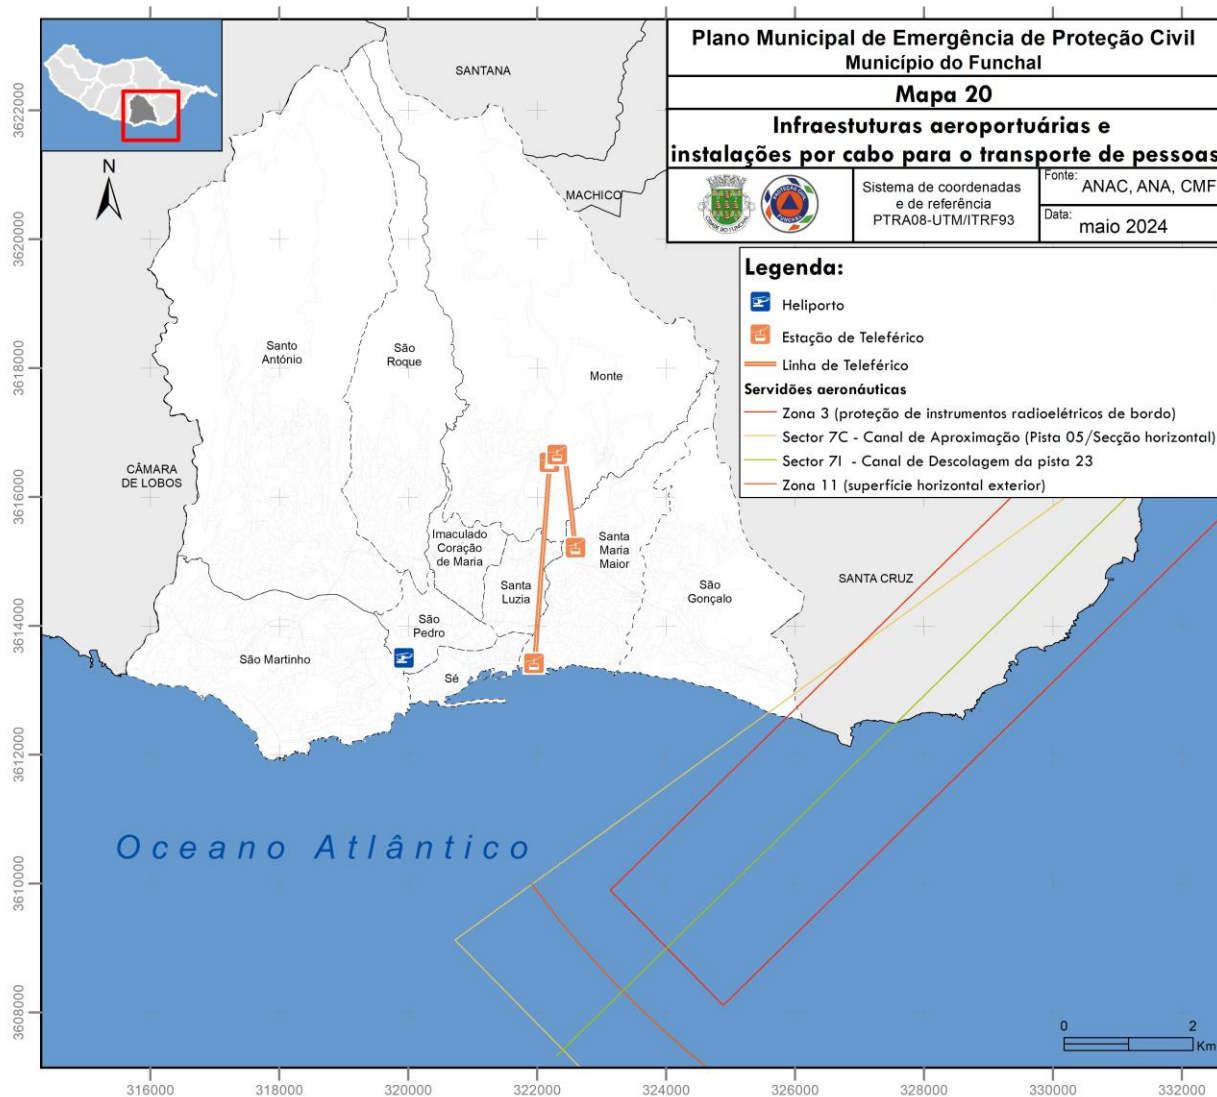 Plano Municipal de Emergência de Proteção Civil
Município do Funchal
Mapa 20
Infraestuturas aeroportuárias e
instalações por cabo para o transporte de pessoas
CIDADE DO FUNCHAL
PROTEÇÃO CIVIL
FUNCHAL
Sistema de coordenadas
e de referência
PTRA08-UTM/ITRF93
Fonte:
ANAC, ANA, CMF
Data:
maio 2024
Legenda:
Heliporto
Estação de Teleférico
Linha de Teleférico
Servidões aeronáuticas
Zona 3 (proteção de instrumentos radioelétricos de bordo)
Sector 7C - Canal de Aproximação (Pista 05/Secção horizontal)
Sector 7I - Canal de Descolagem da pista 23
Zona 11 (superfície horizontal exterior)
N
SANTANA
MACHICO
Santo
António
São
Roque
Monte
CÂMARA
DE LOBOS
Imaculado
Coração
de Maria
Santa
Luzia
Santa
Maria
Maior
São
Gonçalo
SANTA CRUZ
São
Pedro
São Martinho
Sé
Oceano Atlântico
0 2
Km
3622000
3620000
3618000
3616000
3614000
3612000
3610000
3608000
316000 318000 320000 322000 324000 326000 328000 330000 332000